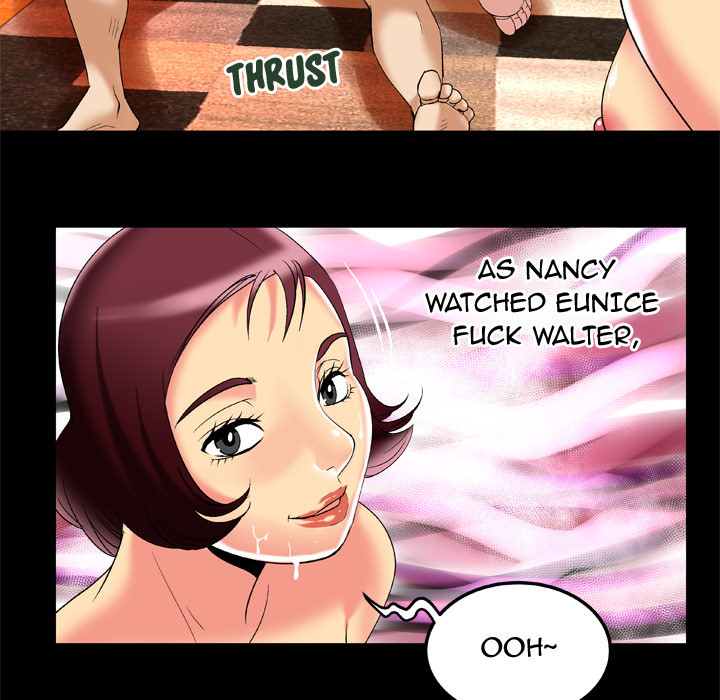 THRUST
AS NANCY
WATCHED EUNICE
FUCK WALTER,
OOH~